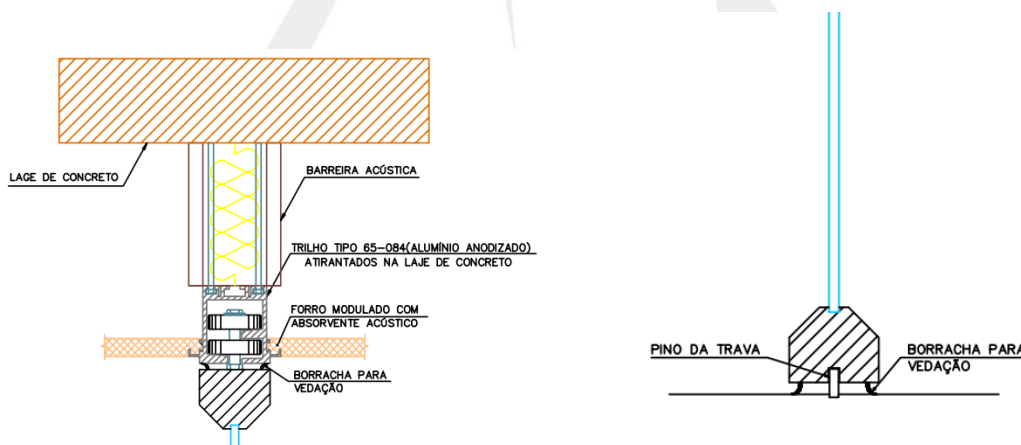 LAGE DE CONCRETO
BARREIRA ACÚSTICA
TRILHO TIPO 65-084(ALUMÍNIO ANODIZADO)
ATIRANTADOS NA LAJE DE CONCRETO
FORRO MODULADO COM
ABSORVENTE ACÚSTICO
BORRACHA PARA
VEDAÇÃO
PINO DA TRAVA
BORRACHA PARA
VEDAÇÃO